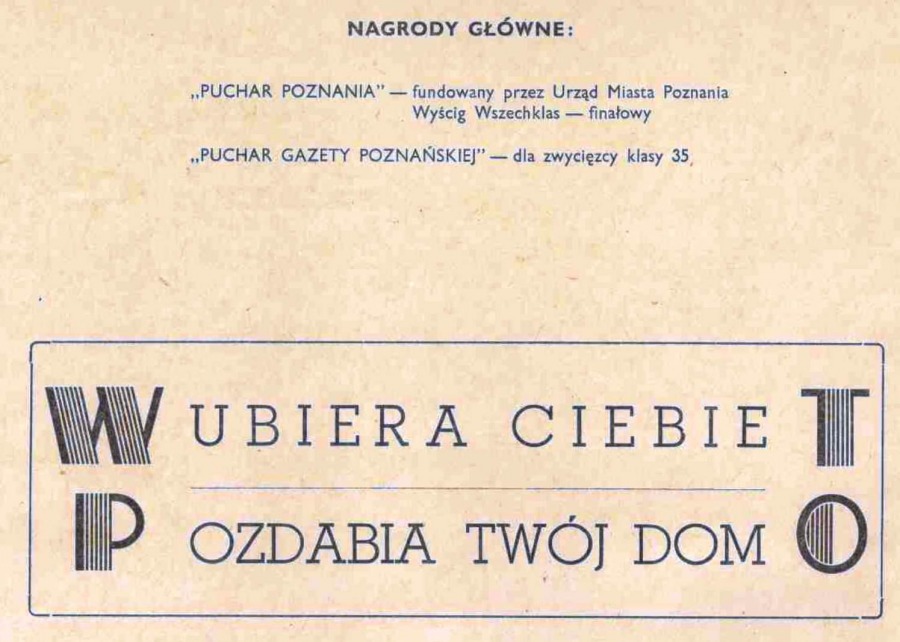 NAGRODY GŁÓWNE:
„PUCHAR POZNANIA” — fundowany przez Urząd Miasta Poznania
Wyścig Wszechklas — finałowy
„PUCHAR GAZETY POZNAŃSKIEJ” — dla zwycięzcy klasy 35
W UBIERA CIEBIE T
P OZDABIA TWÓJ DOM O